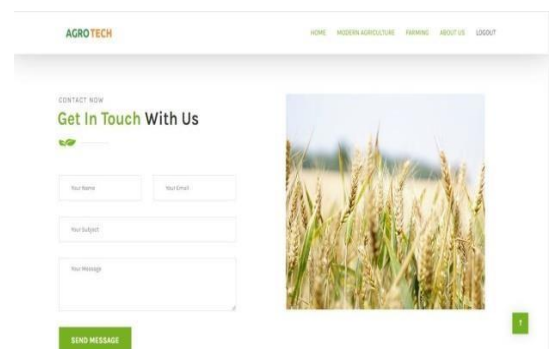 AGROTECH
HOME MODERN AGRICULTURE FARMING ABOUT US LOGOUT
CONTACT NOW
Get In Touch With Us
Your Name Your Email
Your Subject
Your Message
SEND MESSAGE